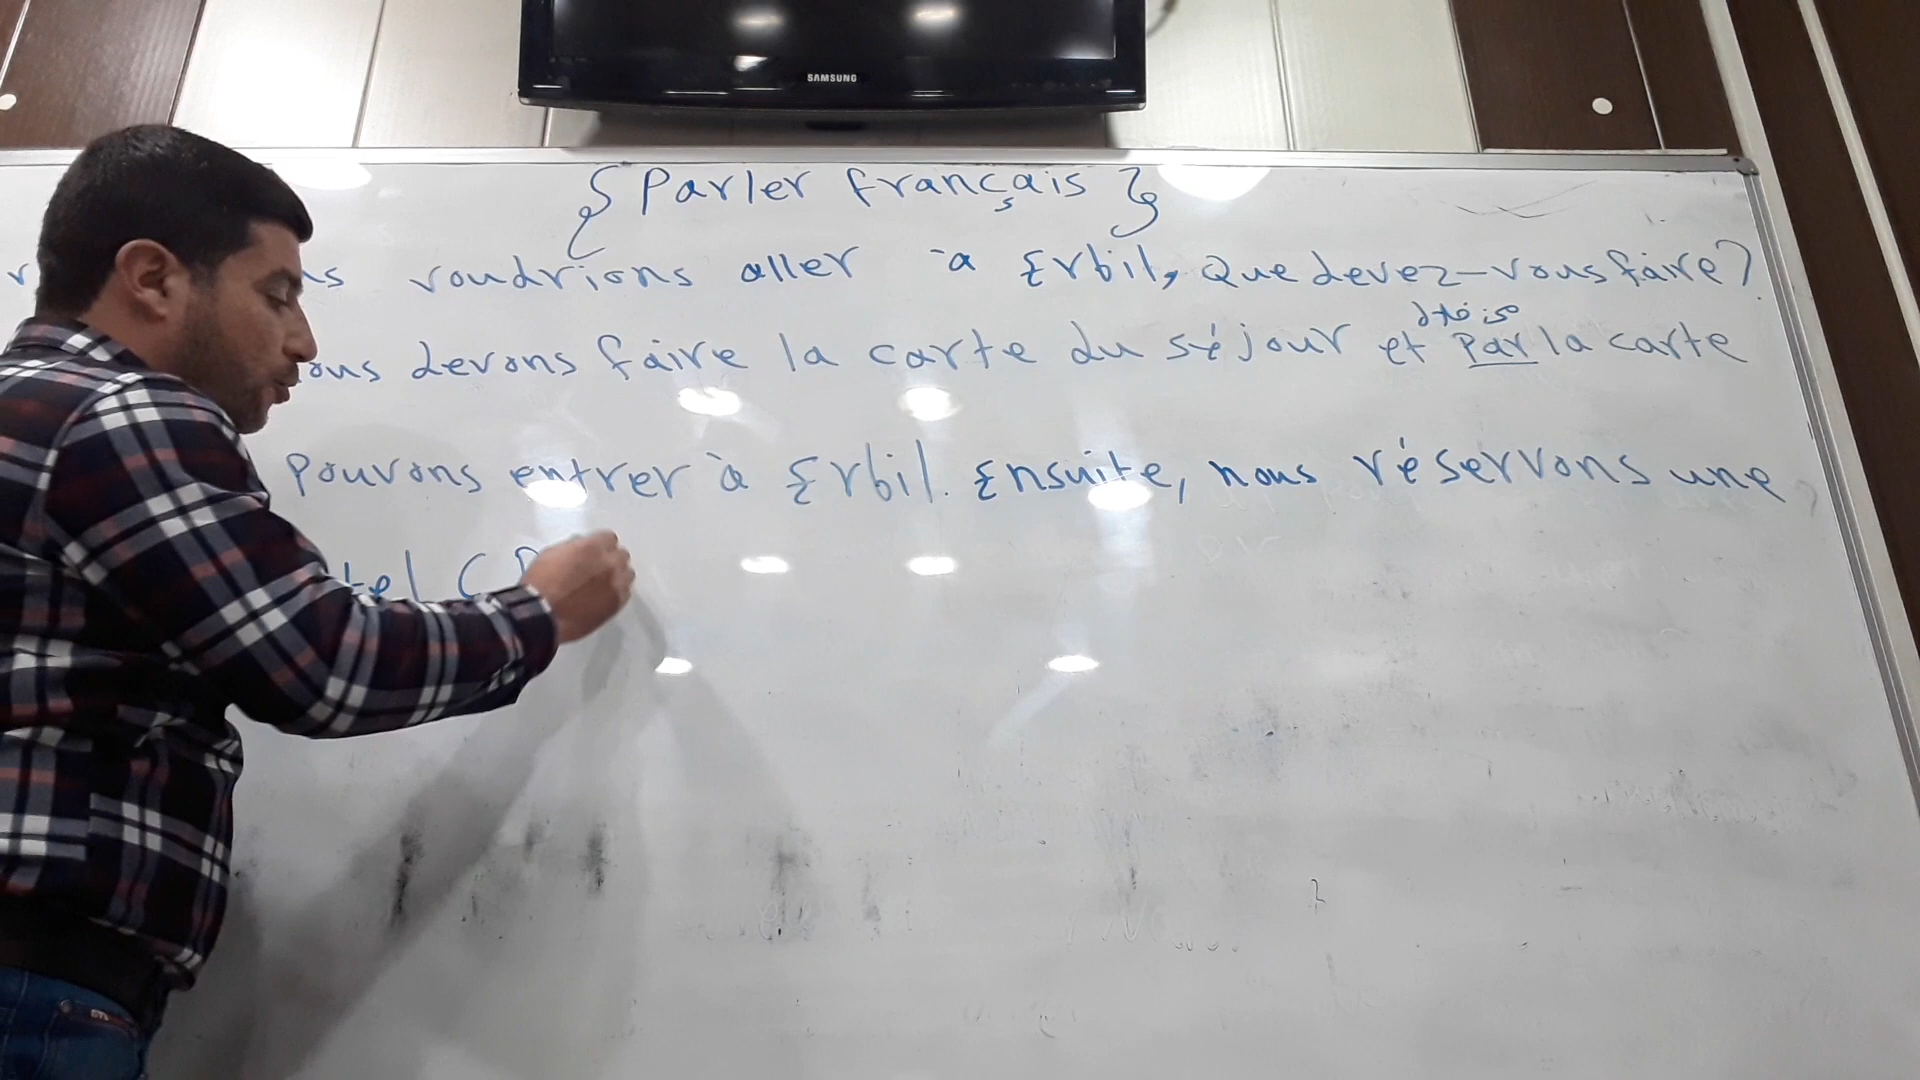 SAMSUNG
{ Parler français }
voudrions aller à Erbil, Que devez-vous faire?
devons faire la carte du séjour et Par la carte
Pouvons entrer à Erbil. Ensuite, nous réservons une
tel (